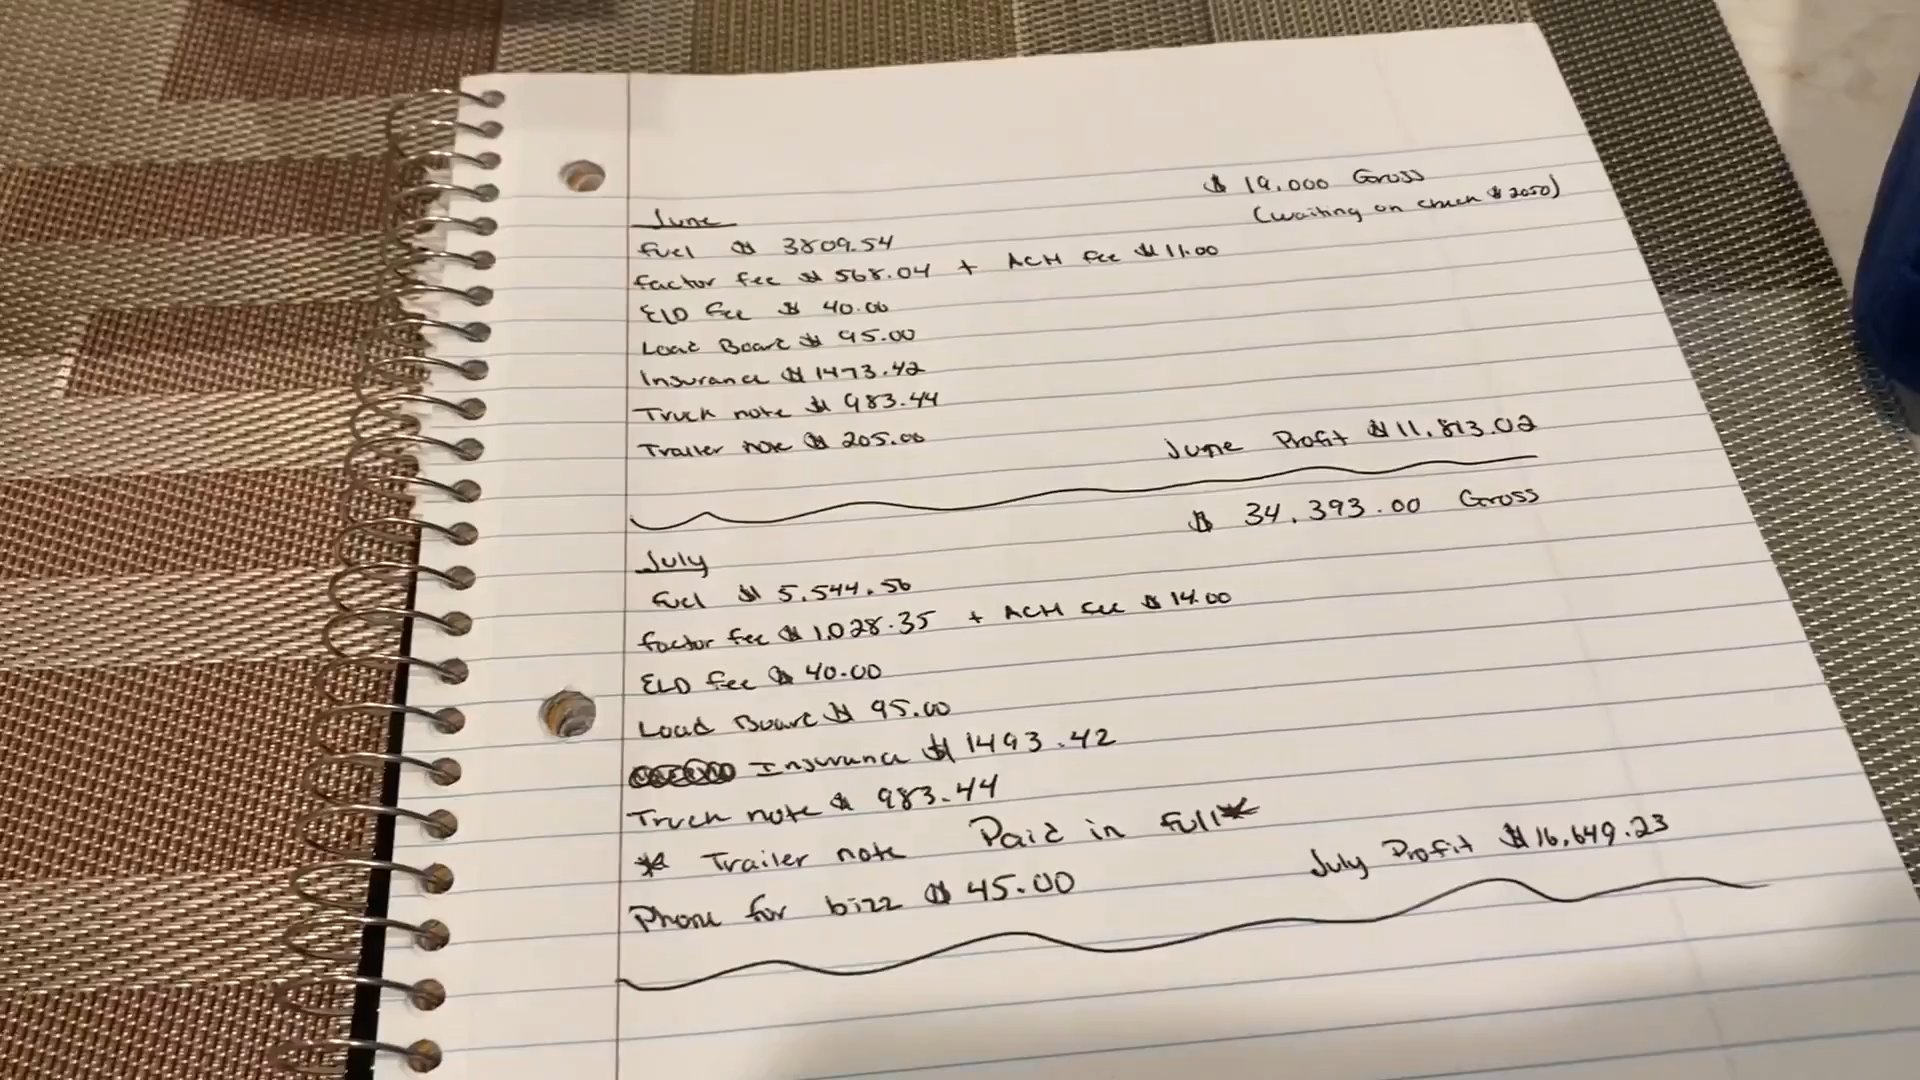 $ 19,000 Gross
(waiting on check $2050)
June
Fuel $ 3809.54
factor fee $568.04 + ACH fee $11.00
ELD fee $ 40.00
Load Board $ 95.00
Insurance $1473.42
Truck note $ 983.44
Trailer note $ 205.00
June Profit $11,813.02
$ 34,393.00 Gross
July
Fuel $ 5,544.56
factor fee $1,028.35 + ACH fee $14.00
ELD fee $ 40.00
Load Board $ 95.00
Insurance $1493.42
Truck note $ 983.44
* Trailer note Paid in full*
Phone for bizz $ 45.00
July Profit $16,649.23